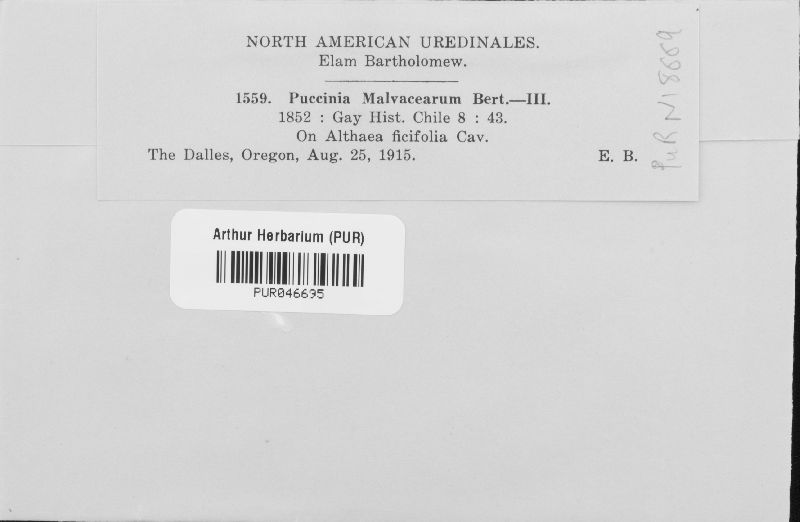 NORTH AMERICAN UREDINALES.
Elam Bartholomew.
1559. Puccinia Malvacearum Bert.—III.
1852 : Gay Hist. Chile 8 : 43.
On Althaea ficifolia Cav.
The Dalles, Oregon, Aug. 25, 1915. E. B.
PUR N18669
Arthur Herbarium (PUR)
PUR046695